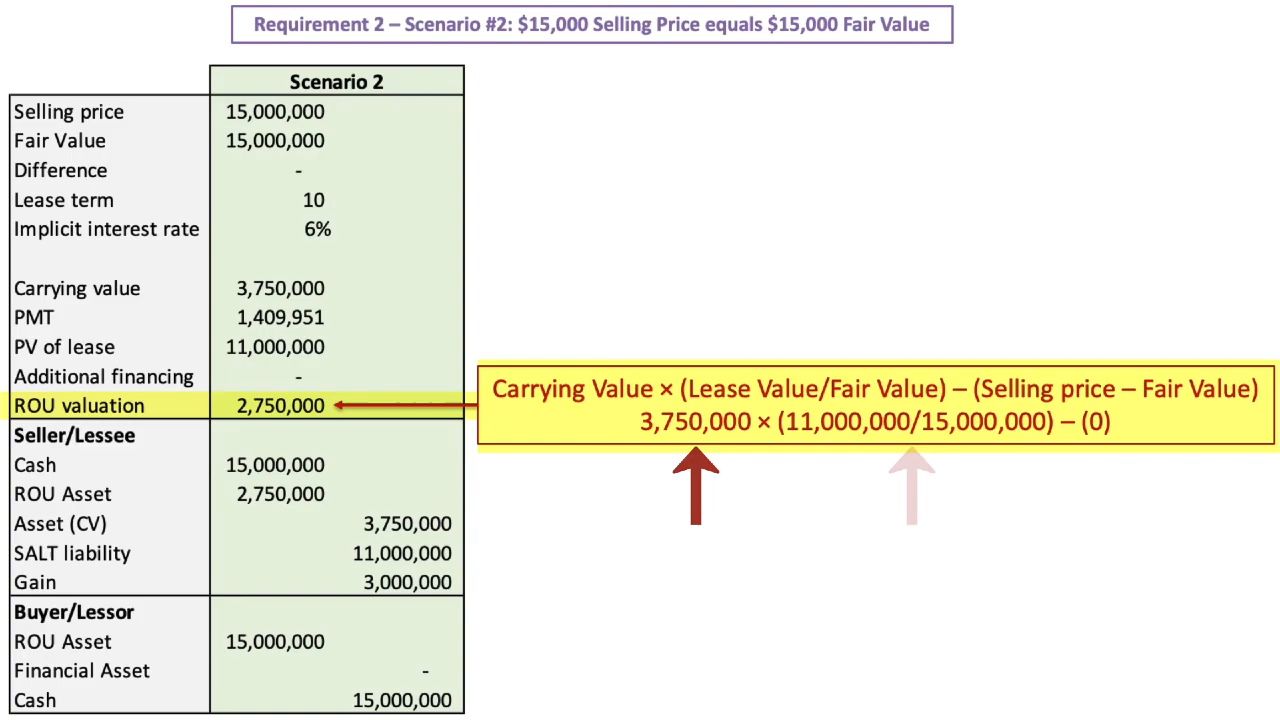 Requirement 2 – Scenario #2: $15,000 Selling Price equals $15,000 Fair Value
Scenario 2
Selling price 15,000,000
Fair Value 15,000,000
Difference -
Lease term 10
Implicit interest rate 6%
Carrying value 3,750,000
PMT 1,409,951
PV of lease 11,000,000
Additional financing -
ROU valuation 2,750,000
Carrying Value × (Lease Value/Fair Value) – (Selling price – Fair Value)
3,750,000 × (11,000,000/15,000,000) – (0)
Seller/Lessee
Cash 15,000,000
ROU Asset 2,750,000
Asset (CV) 3,750,000
SALT liability 11,000,000
Gain 3,000,000
Buyer/Lessor
ROU Asset 15,000,000
Financial Asset -
Cash 15,000,000